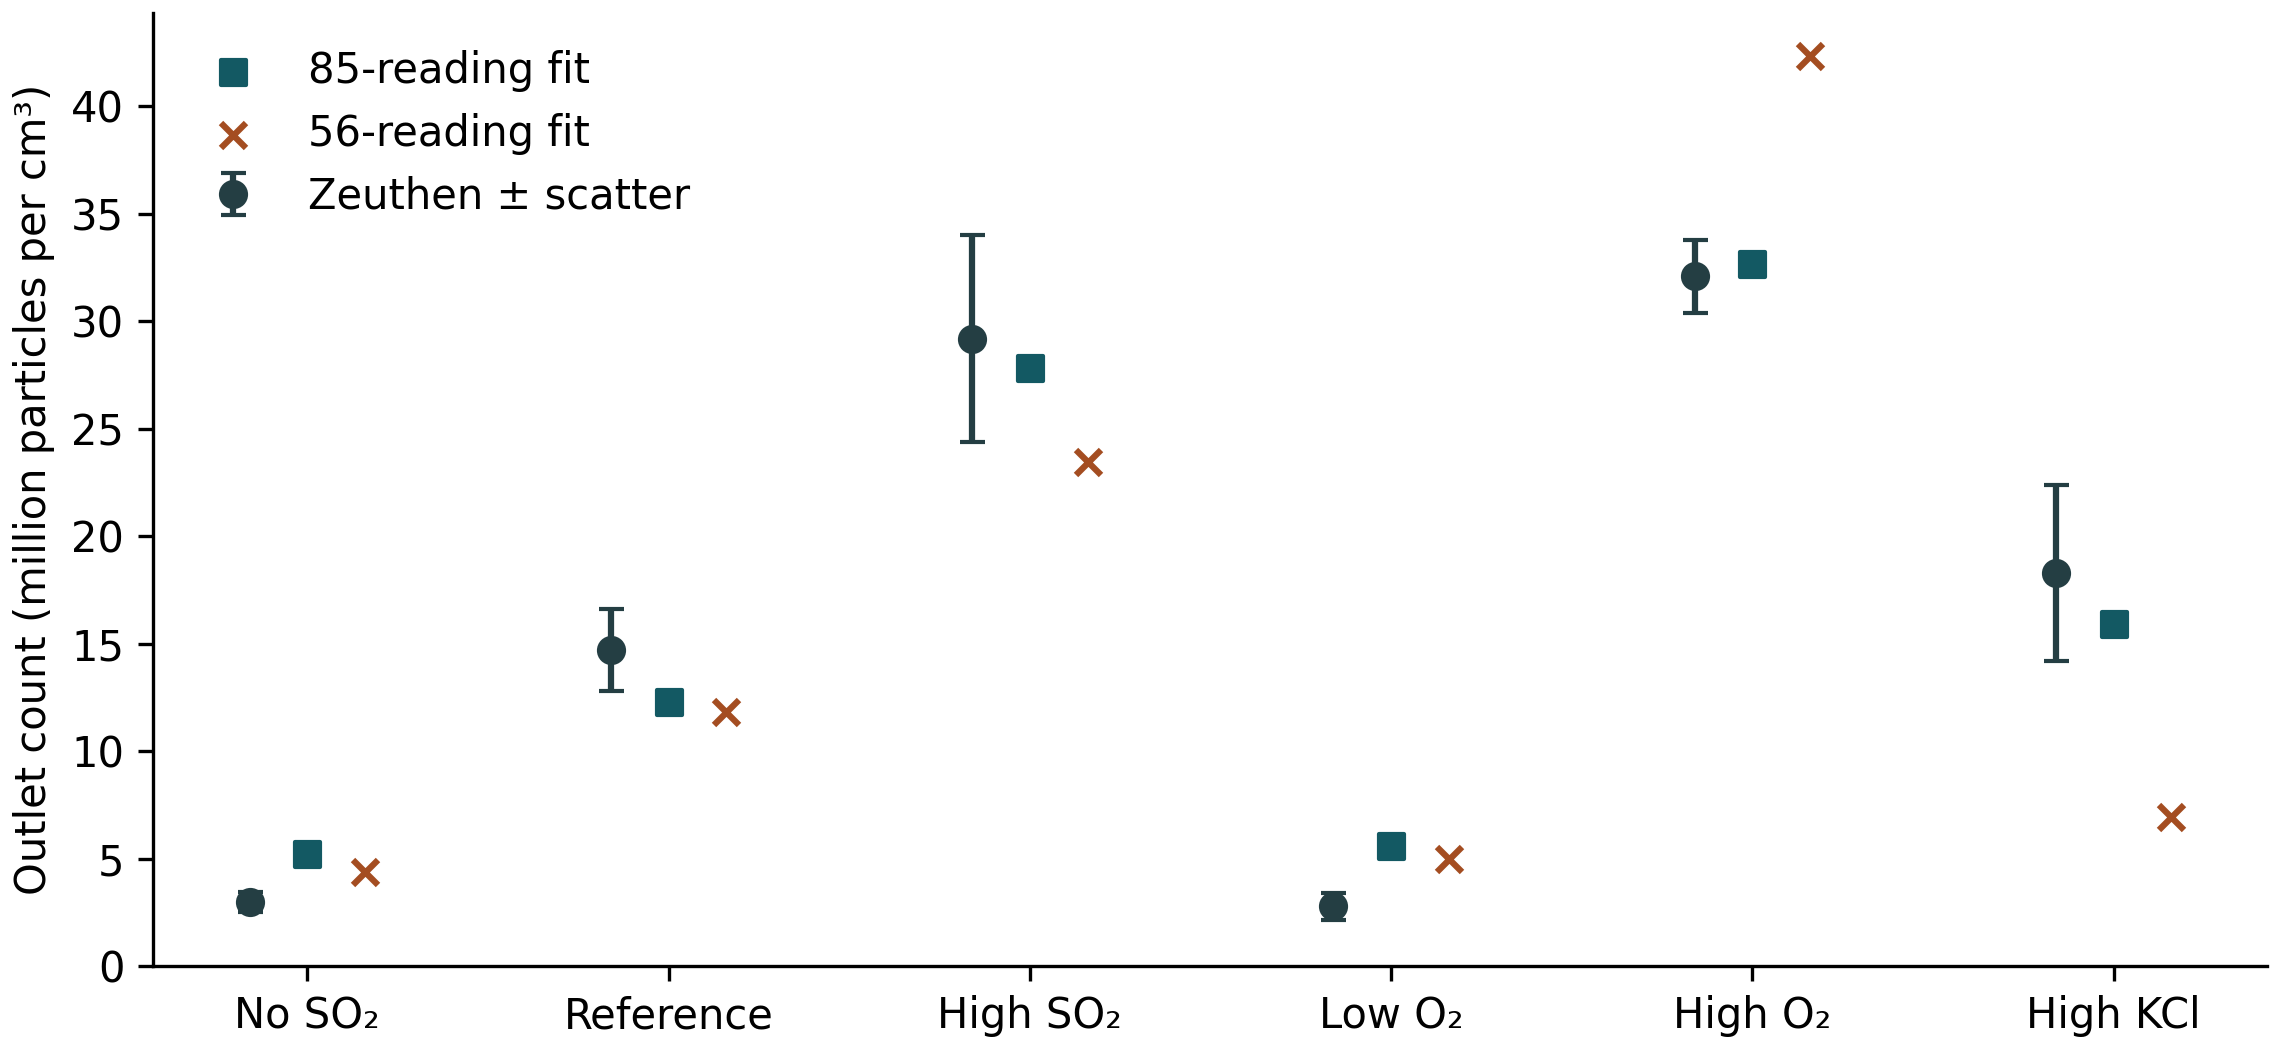 85-reading fit
56-reading fit
Zeuthen ± scatter
Outlet count (million particles per cm³)
40
35
30
25
20
15
10
5
0
No SO₂
Reference
High SO₂
Low O₂
High O₂
High KCl